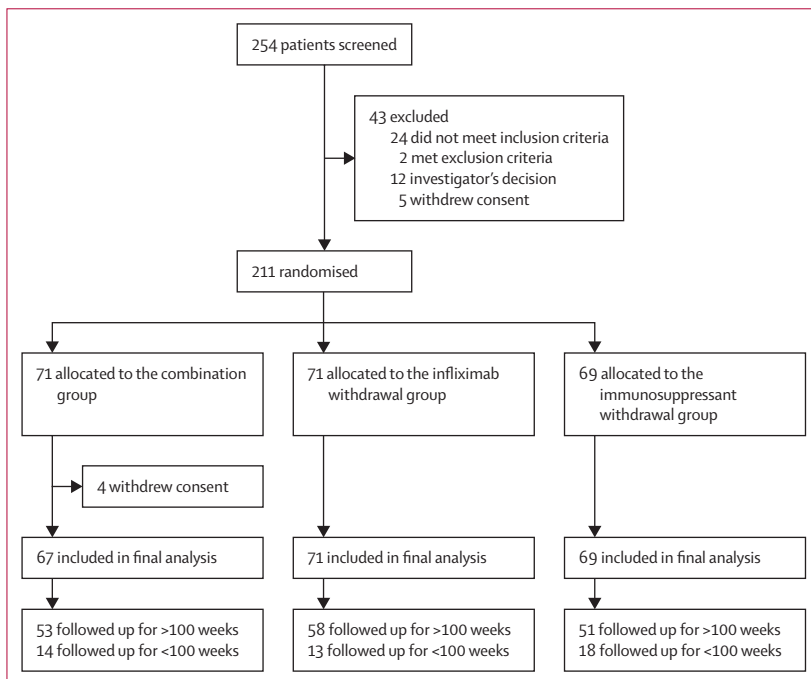 254 patients screened
43 excluded
24 did not meet inclusion criteria
2 met exclusion criteria
12 investigator's decision
5 withdrew consent
211 randomised
71 allocated to the combination
group
71 allocated to the infliximab
withdrawal group
69 allocated to the
immunosuppressant
withdrawal group
4 withdrew consent
67 included in final analysis
71 included in final analysis
69 included in final analysis
53 followed up for >100 weeks
14 followed up for <100 weeks
58 followed up for >100 weeks
13 followed up for <100 weeks
51 followed up for >100 weeks
18 followed up for <100 weeks